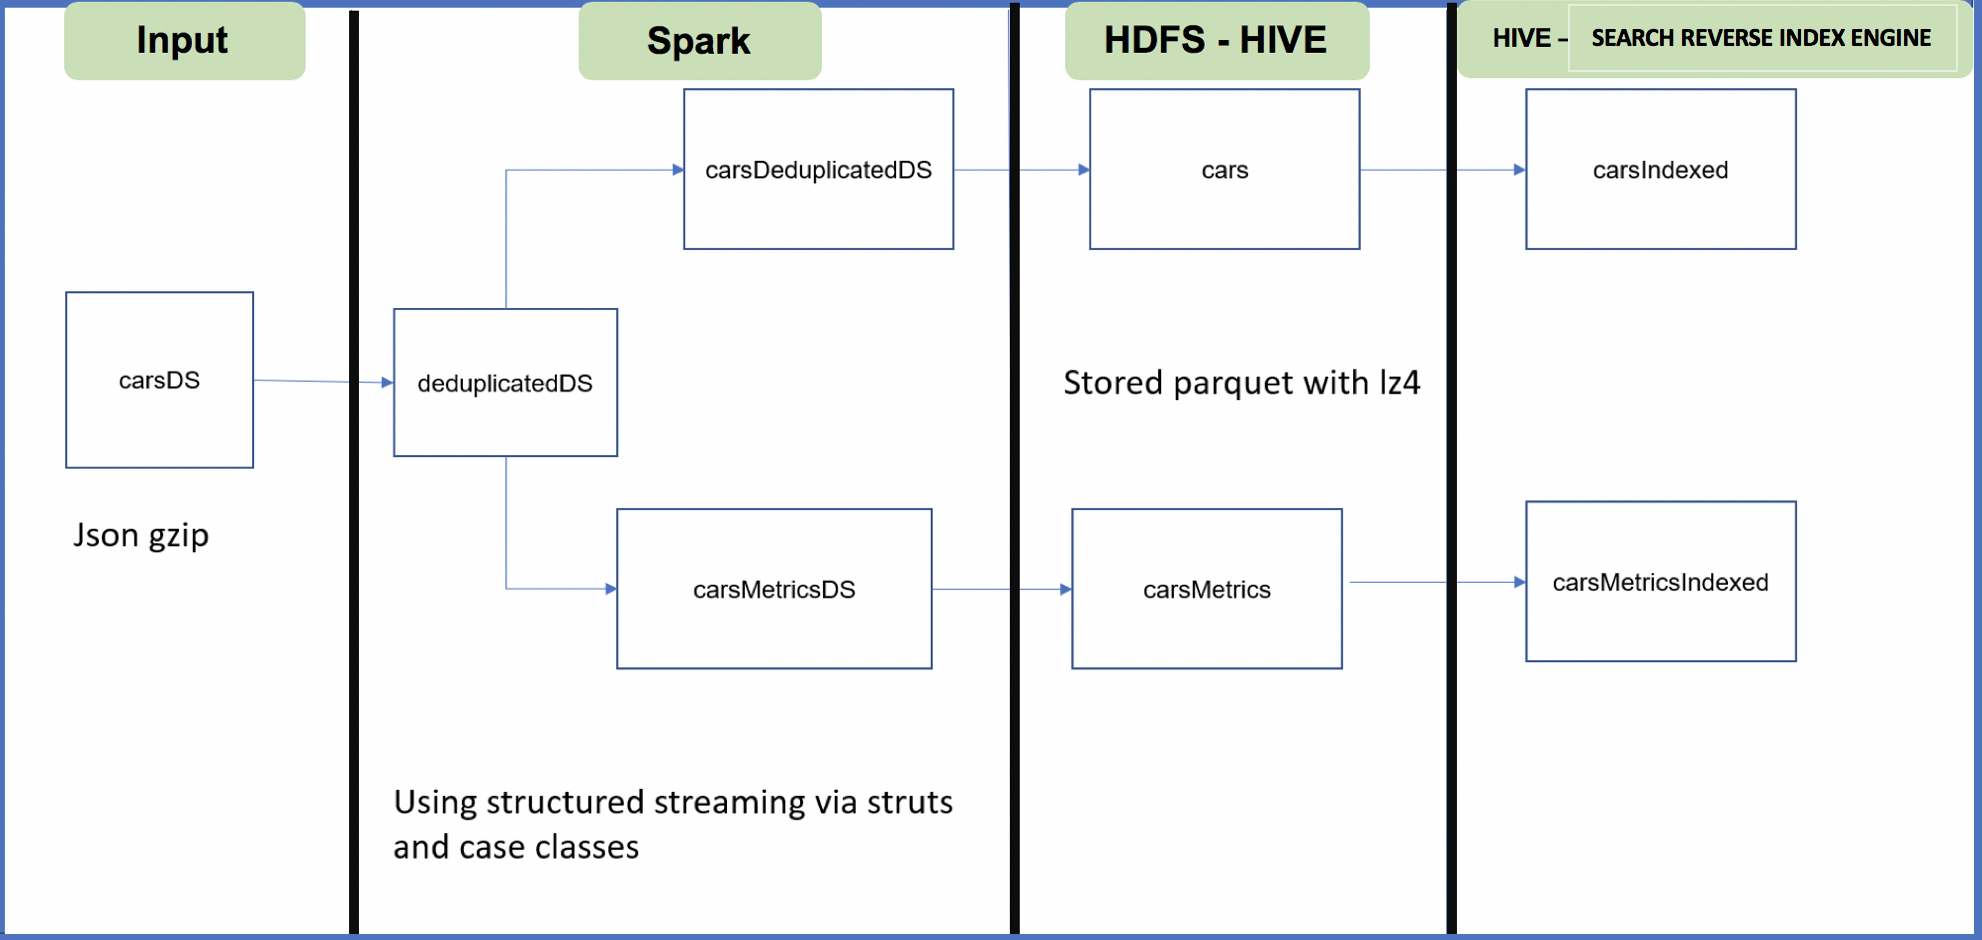 Input
Spark
HDFS - HIVE
HIVE – SEARCH REVERSE INDEX ENGINE
carsDeduplicatedDS
cars
carsIndexed
carsDS
deduplicatedDS
Stored parquet with lz4
Json gzip
carsMetricsDS
carsMetrics
carsMetricsIndexed
Using structured streaming via struts
and case classes